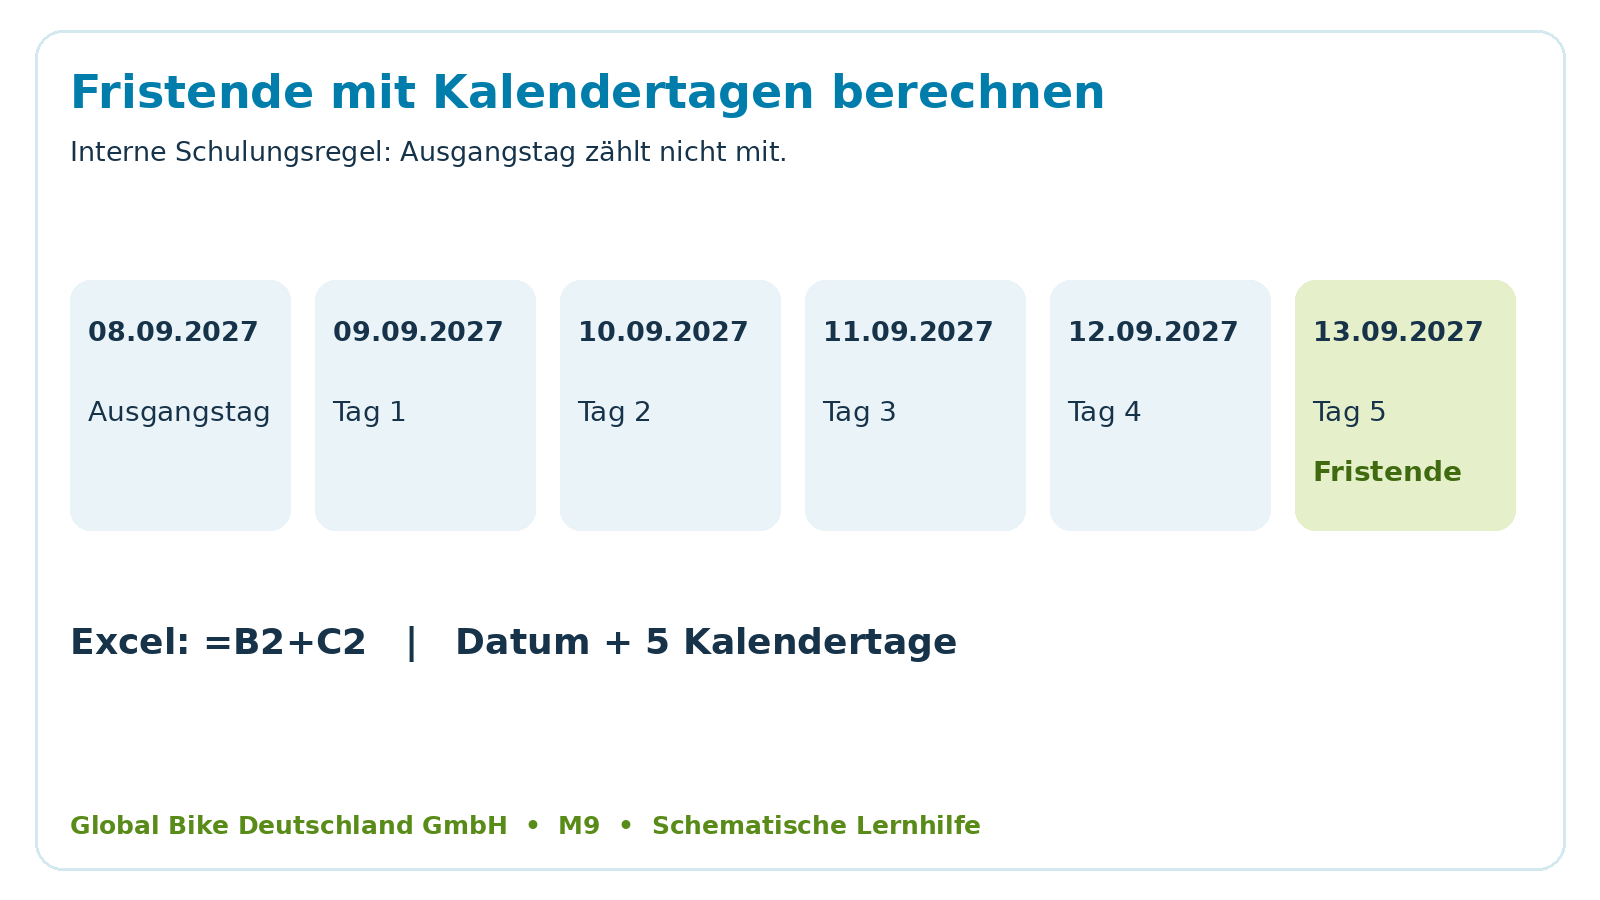 Fristende mit Kalendertagen berechnen
Interne Schulungsregel: Ausgangstag zählt nicht mit.
08.09.2027
Ausgangstag
09.09.2027
Tag 1
10.09.2027
Tag 2
11.09.2027
Tag 3
12.09.2027
Tag 4
13.09.2027
Tag 5
Fristende
Excel: =B2+C2 | Datum + 5 Kalendertage
Global Bike Deutschland GmbH • M9 • Schematische Lernhilfe